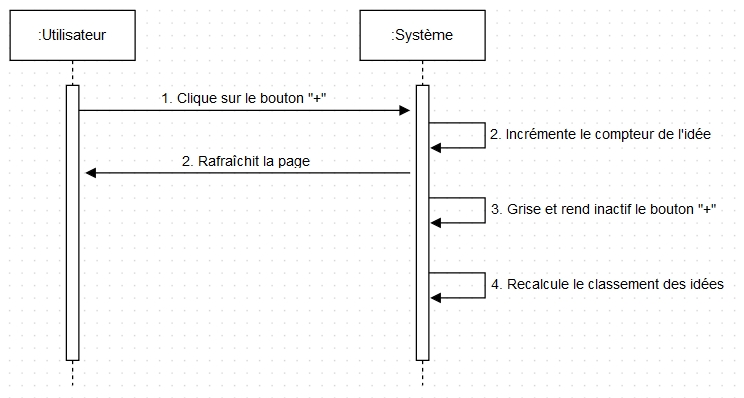 :Utilisateur
:Système
1. Clique sur le bouton "+"
2. Incrémente le compteur de l'idée
2. Rafraîchit la page
3. Grise et rend inactif le bouton "+"
4. Recalcule le classement des idées